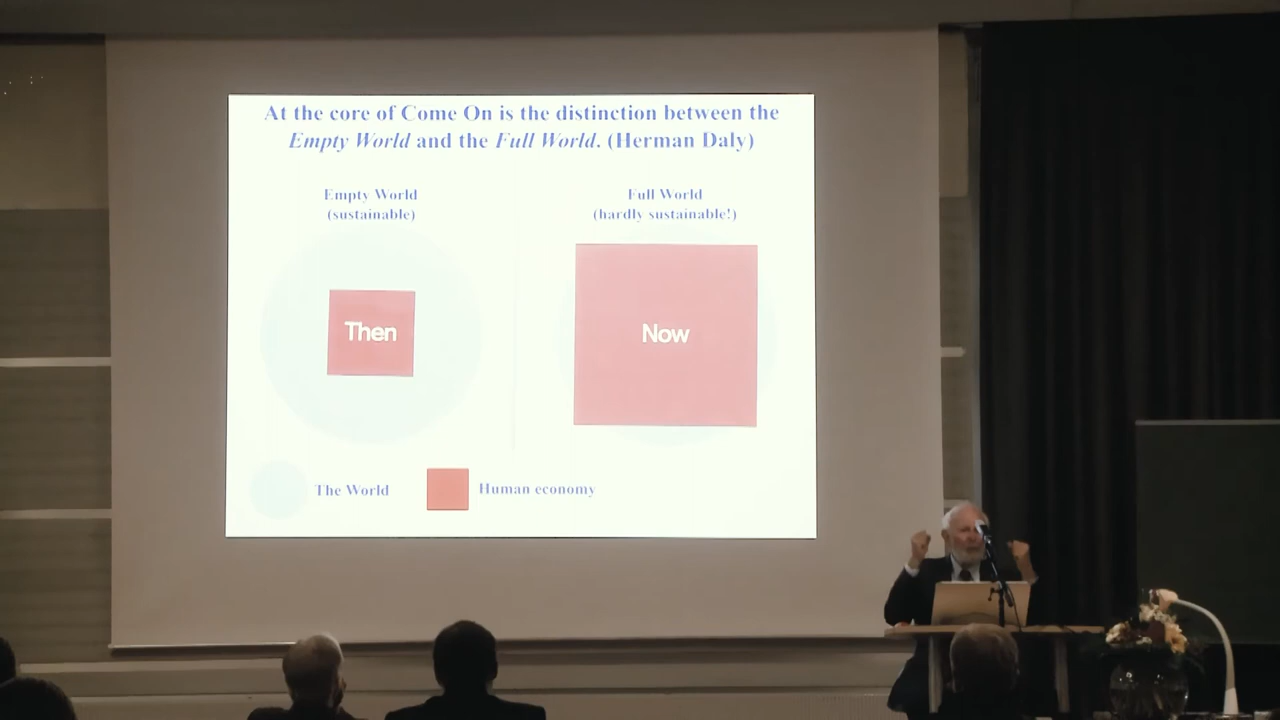 At the core of Come On is the distinction between the
Empty World and the Full World. (Herman Daly)
Empty World
(sustainable)
Full World
(hardly sustainable!)
Then
Now
The World
Human economy